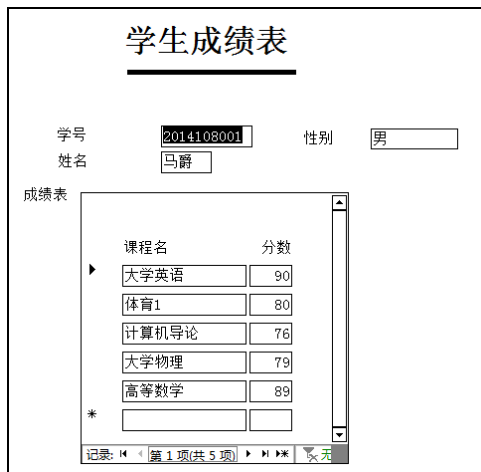 学生成绩表
学号 2014108001 性别 男
姓名 马爵
成绩表
课程名 分数
大学英语 90
体育1 80
计算机导论 76
大学物理 79
高等数学 89
记录: 第 1 项(共 5 项) 无